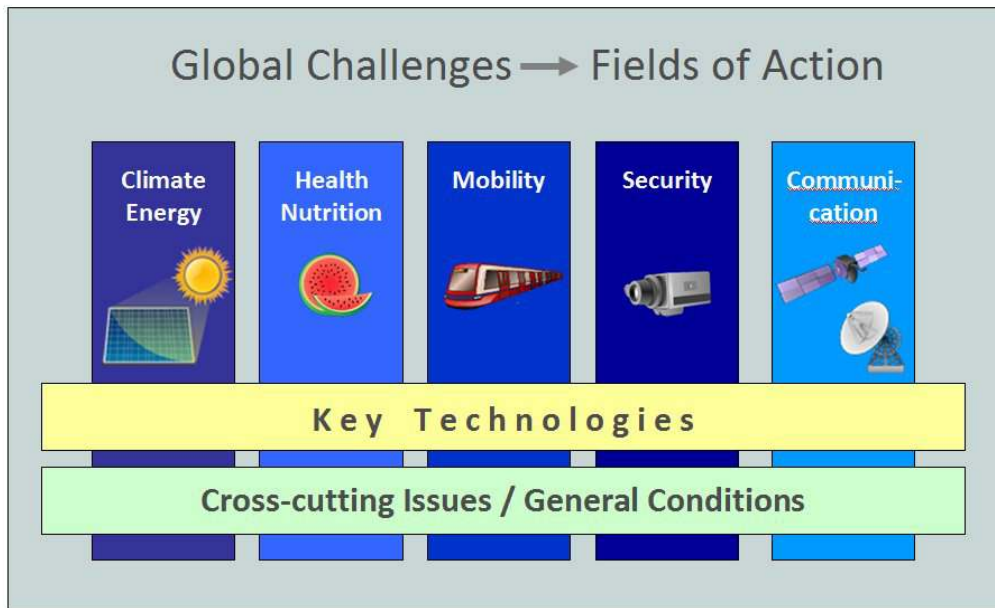 Global Challenges → Fields of Action
Climate
Energy
Health
Nutrition
Mobility
Security
Communi-
cation
Key Technologies
Cross-cutting Issues / General Conditions